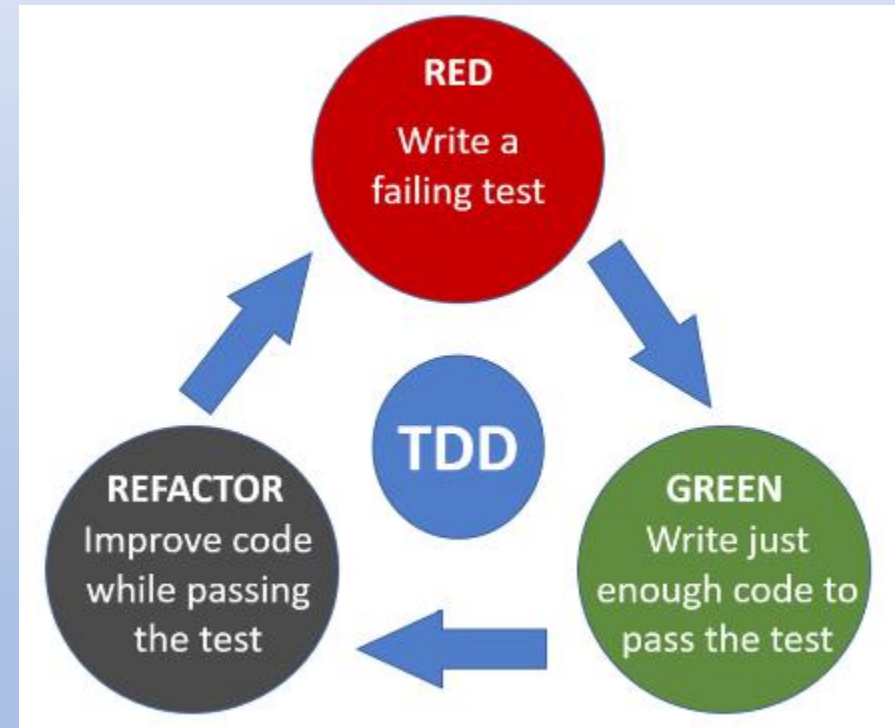 RED
Write a
failing test
TDD
REFACTOR
Improve code
while passing
the test
GREEN
Write just
enough code to
pass the test